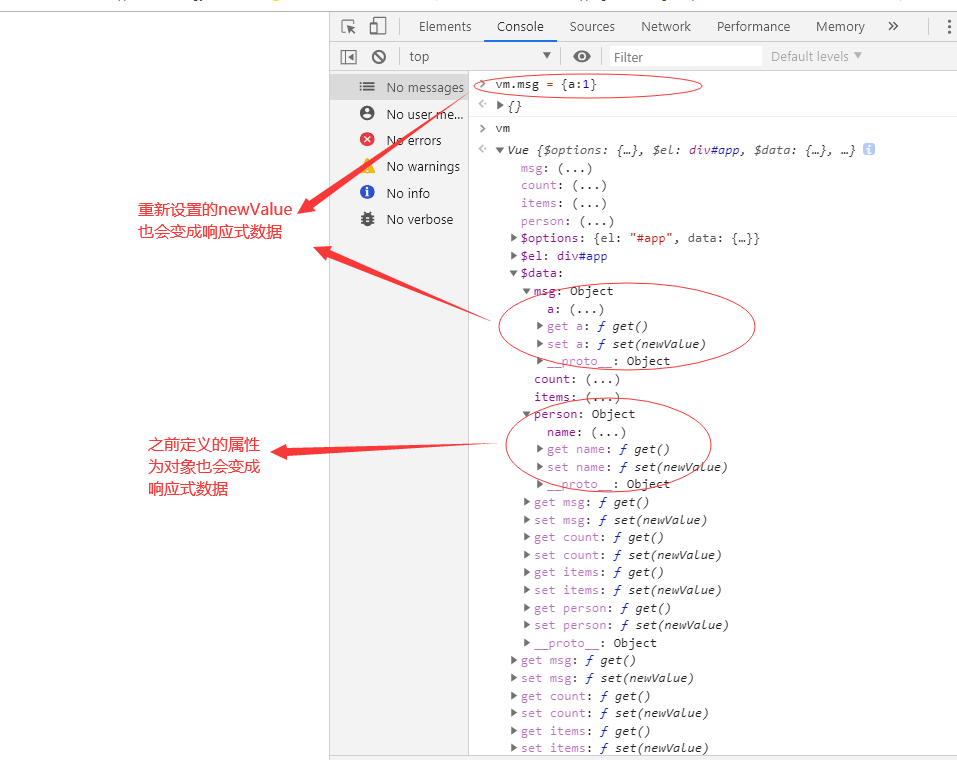 Elements Console Sources Network Performance Memory »
top Filter Default levels ▼
No messages
No user me...
No errors
No warnings
No info
No verbose
重新设置的newValue
也会变成响应式数据
之前定义的属性
为对象也会变成
响应式数据
> vm.msg = {a:1}
{}
> vm
Vue {$options: {…}, $el: div#app, $data: {…}, …}
msg: (...)
count: (...)
items: (...)
person: (...)
$options: {el: "#app", data: {…}}
$el: div#app
$data:
msg: Object
a: (...)
get a: ƒ get()
set a: ƒ set(newValue)
__proto__: Object
count: (...)
items: (...)
person: Object
name: (...)
get name: ƒ get()
set name: ƒ set(newValue)
__proto__: Object
get msg: ƒ get()
set msg: ƒ set(newValue)
get count: ƒ get()
set count: ƒ set(newValue)
get items: ƒ get()
set items: ƒ set(newValue)
get person: ƒ get()
set person: ƒ set(newValue)
__proto__: Object
get msg: ƒ get()
set msg: ƒ set(newValue)
get count: ƒ get()
set count: ƒ set(newValue)
get items: ƒ get()
set items: ƒ set(newValue)